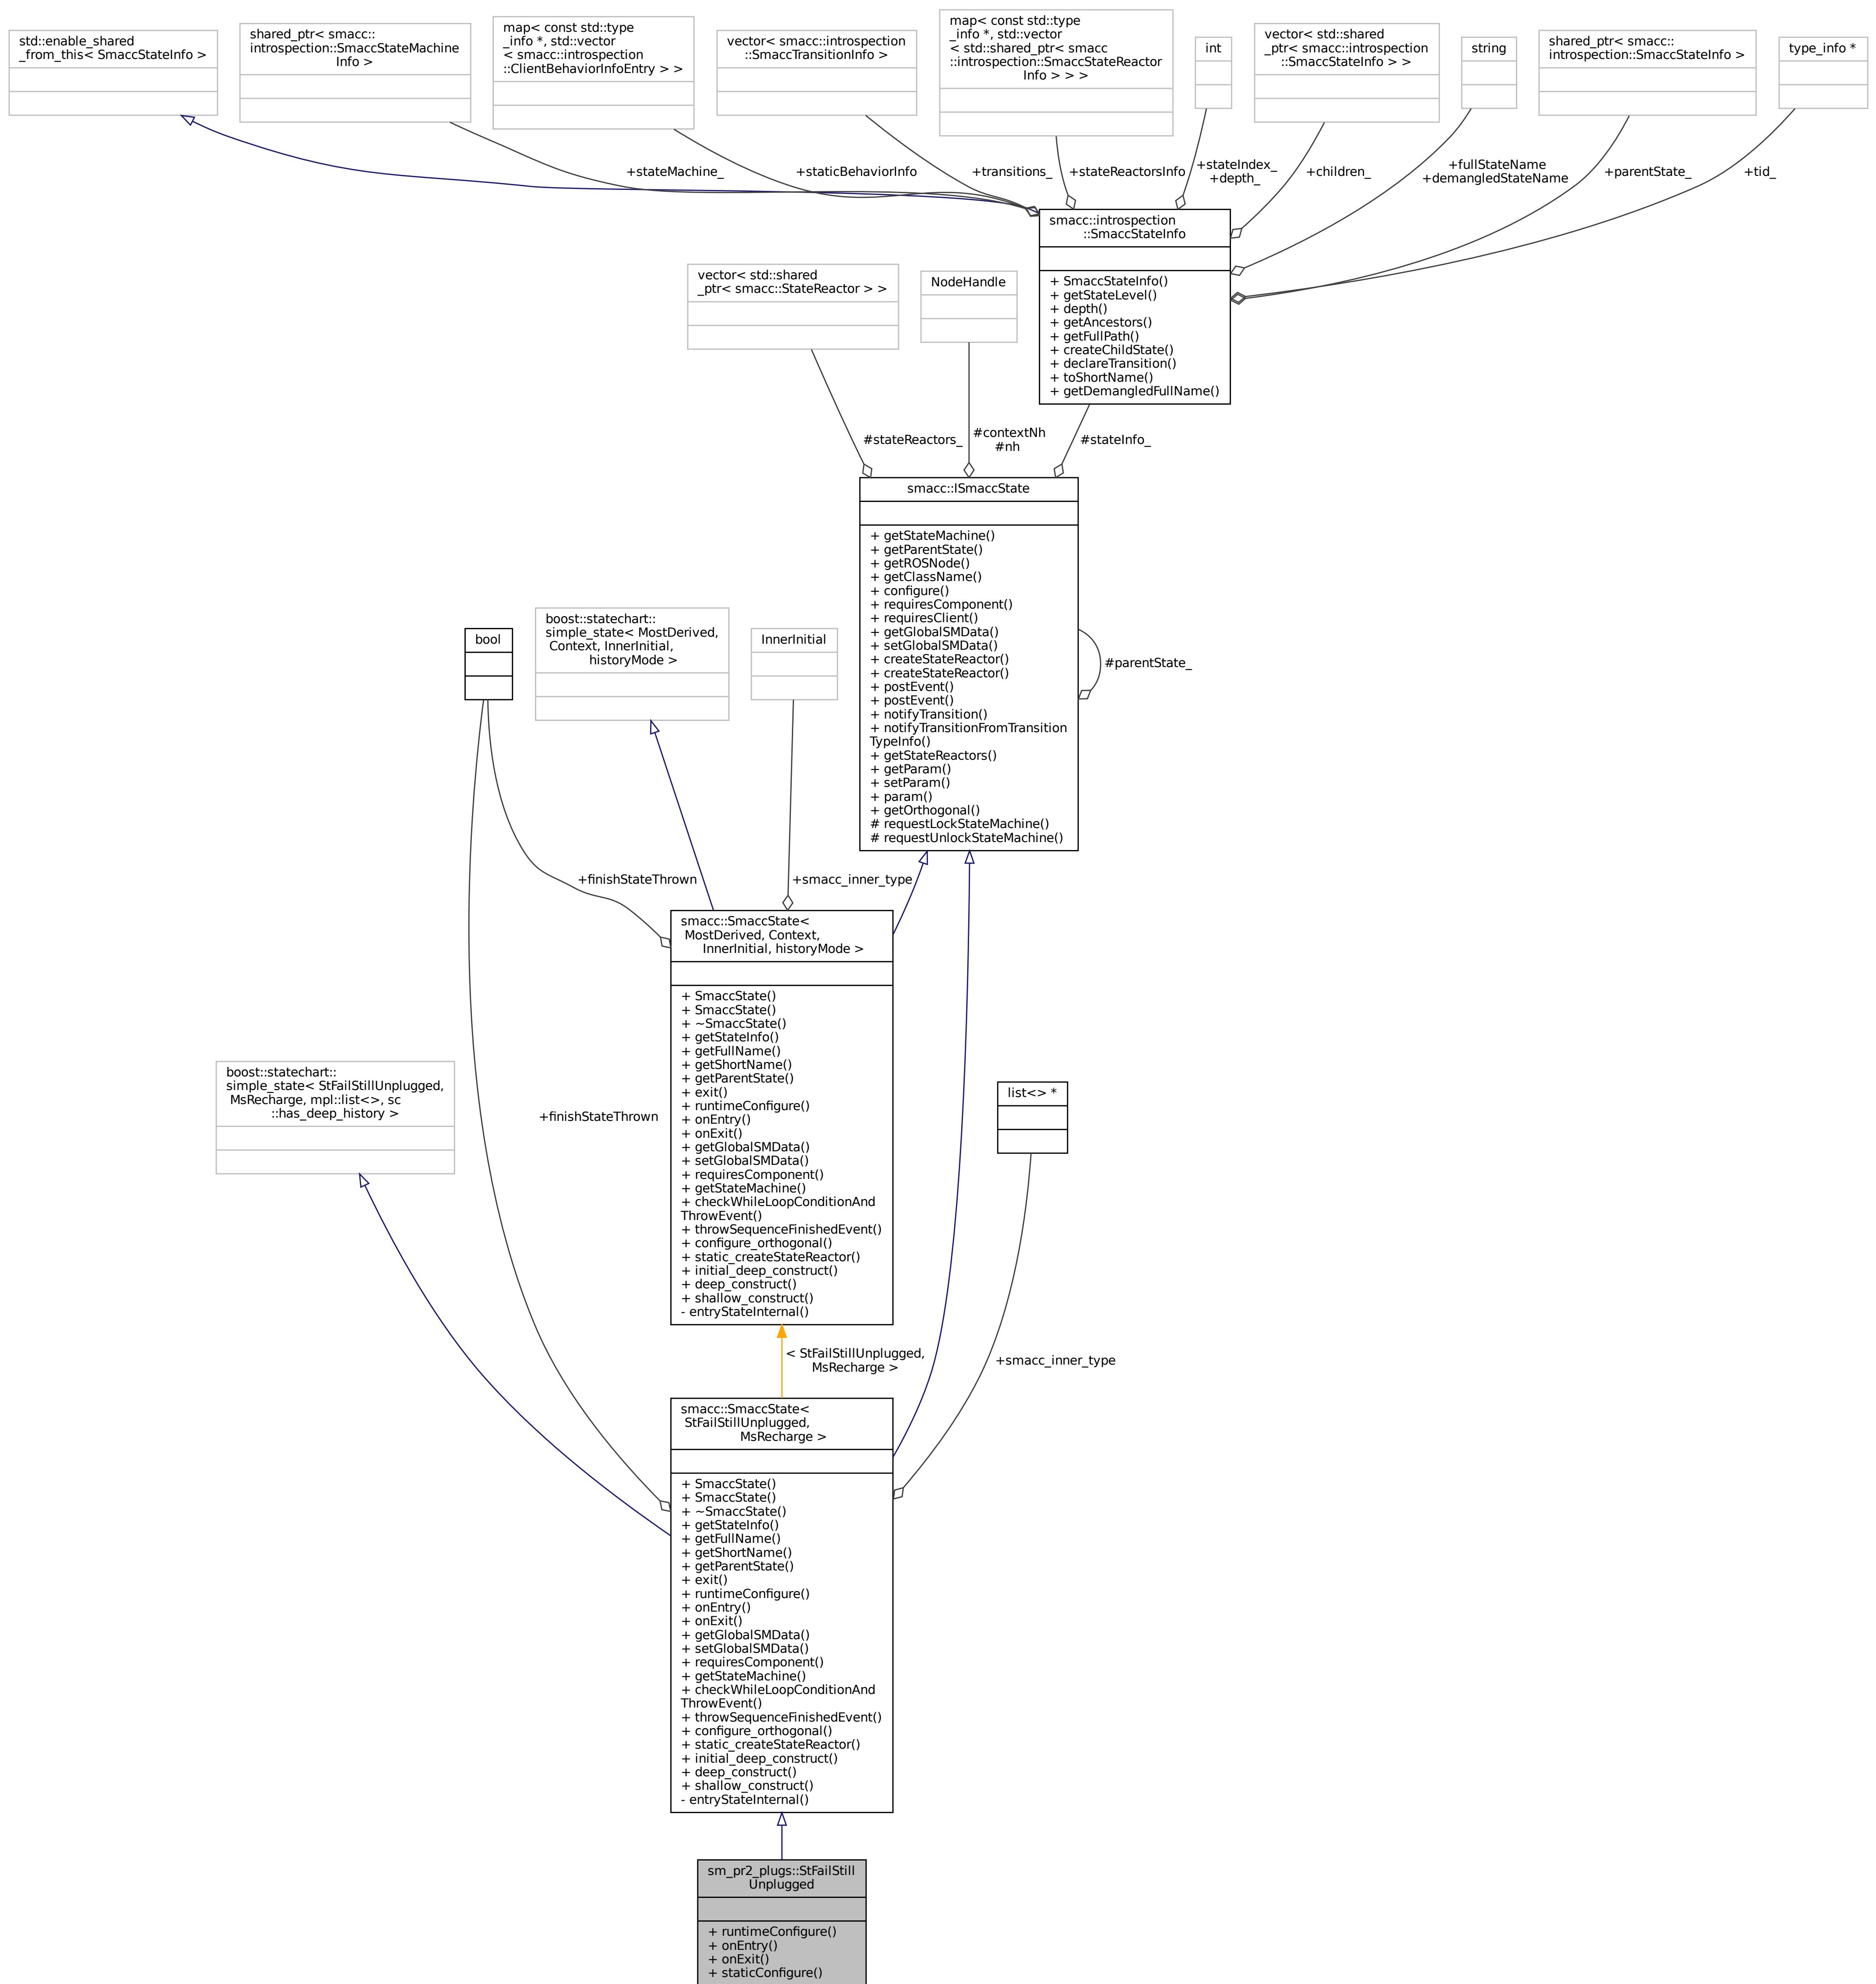 std::enable_shared
_from_this< SmaccStateInfo >
shared_ptr< smacc::
introspection::SmaccStateMachine
Info >
map< const std::type
_info *, std::vector
< smacc::introspection
::ClientBehaviorInfoEntry > >
vector< smacc::introspection
::SmaccTransitionInfo >
map< const std::type
_info *, std::vector
< std::shared_ptr< smacc
::introspection::SmaccStateReactor
Info > > >
int
vector< std::shared
_ptr< smacc::introspection
::SmaccStateInfo > >
string
shared_ptr< smacc::
introspection::SmaccStateInfo >
type_info *
+stateMachine_
+staticBehaviorInfo
+transitions_
+stateReactorsInfo
+stateIndex_
+depth_
+children_
+fullStateName
+demangledStateName
+parentState_
+tid_
smacc::introspection
::SmaccStateInfo
+ SmaccStateInfo()
+ getStateLevel()
+ depth()
+ getAncestors()
+ getFullPath()
+ createChildState()
+ declareTransition()
+ toShortName()
+ getDemangledFullName()
vector< std::shared
_ptr< smacc::StateReactor > >
NodeHandle
#stateReactors_
#contextNh
#nh
#stateInfo_
smacc::ISmaccState
+ getStateMachine()
+ getParentState()
+ getROSNode()
+ getClassName()
+ configure()
+ requiresComponent()
+ requiresClient()
+ getGlobalSMData()
+ setGlobalSMData()
+ createStateReactor()
+ createStateReactor()
+ postEvent()
+ postEvent()
+ notifyTransition()
+ notifyTransitionFromTransition
TypeInfo()
+ getStateReactors()
+ getParam()
+ setParam()
+ param()
+ getOrthogonal()
# requestLockStateMachine()
# requestUnlockStateMachine()
#parentState_
bool
boost::statechart::
simple_state< MostDerived,
Context, InnerInitial,
historyMode >
InnerInitial
+finishStateThrown
+smacc_inner_type
smacc::SmaccState<
MostDerived, Context,
InnerInitial, historyMode >
+ SmaccState()
+ SmaccState()
+ ~SmaccState()
+ getStateInfo()
+ getFullName()
+ getShortName()
+ getParentState()
+ exit()
+ runtimeConfigure()
+ onEntry()
+ onExit()
+ getGlobalSMData()
+ setGlobalSMData()
+ requiresComponent()
+ getStateMachine()
+ checkWhileLoopConditionAnd
ThrowEvent()
+ throwSequenceFinishedEvent()
+ configure_orthogonal()
+ static_createStateReactor()
+ initial_deep_construct()
+ deep_construct()
+ shallow_construct()
- entryStateInternal()
boost::statechart::
simple_state< StFailStillUnplugged,
MsRecharge, mpl::list<>, sc
::has_deep_history >
+finishStateThrown
list<> *
< StFailStillUnplugged,
MsRecharge >
+smacc_inner_type
smacc::SmaccState<
StFailStillUnplugged,
MsRecharge >
+ SmaccState()
+ SmaccState()
+ ~SmaccState()
+ getStateInfo()
+ getFullName()
+ getShortName()
+ getParentState()
+ exit()
+ runtimeConfigure()
+ onEntry()
+ onExit()
+ getGlobalSMData()
+ setGlobalSMData()
+ requiresComponent()
+ getStateMachine()
+ checkWhileLoopConditionAnd
ThrowEvent()
+ throwSequenceFinishedEvent()
+ configure_orthogonal()
+ static_createStateReactor()
+ initial_deep_construct()
+ deep_construct()
+ shallow_construct()
- entryStateInternal()
sm_pr2_plugs::StFailStill
Unplugged
+ runtimeConfigure()
+ onEntry()
+ onExit()
+ staticConfigure()